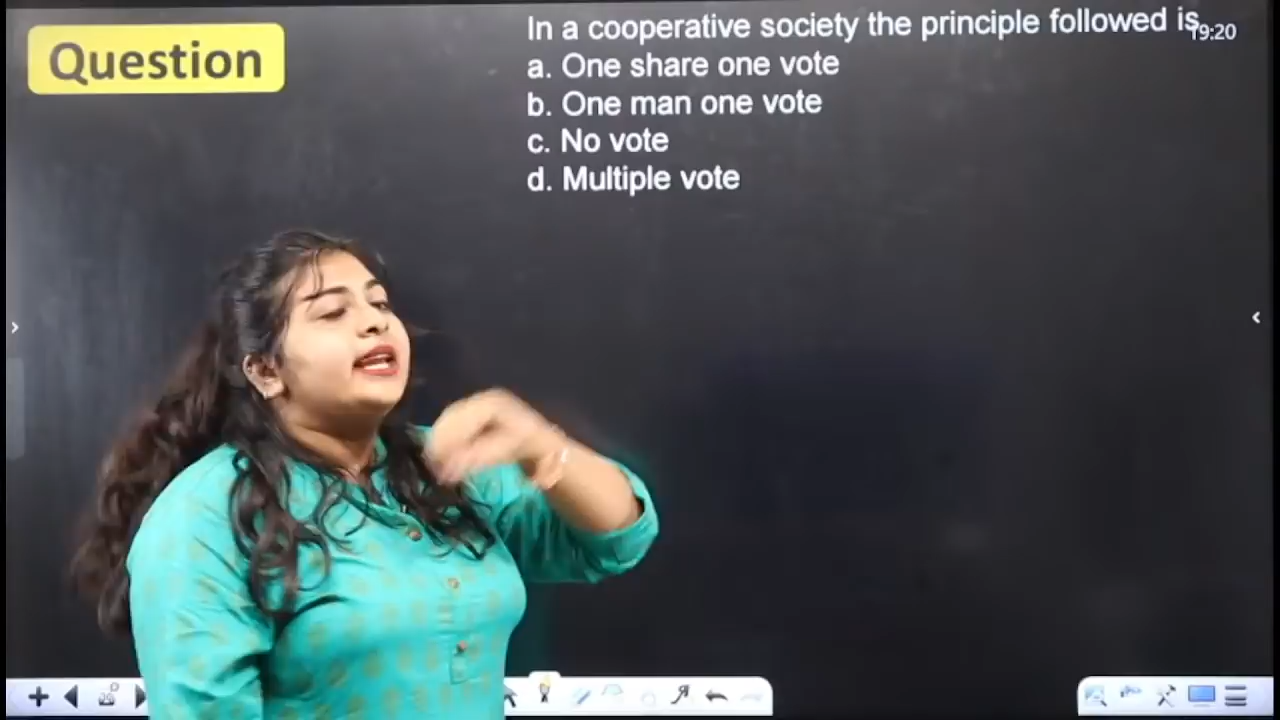 Question
In a cooperative society the principle followed is
19:20
a. One share one vote
b. One man one vote
c. No vote
d. Multiple vote